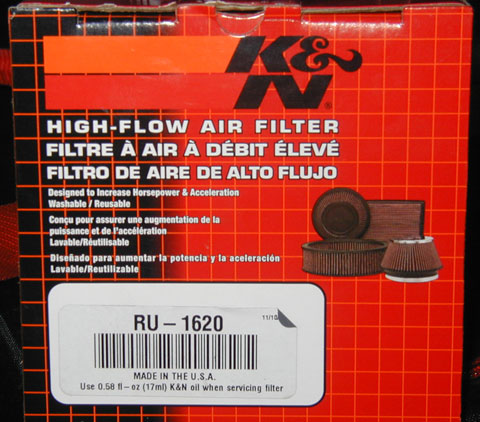 K&N®
HIGH-FLOW AIR FILTER
FILTRE À AIR À DÉBIT ÉLEVÉ
FILTRO DE AIRE DE ALTO FLUJO
Designed to Increase Horsepower & Acceleration
Washable / Reusable
Conçu pour assurer une augmentation de la
puissance et de l'accélération
Lavable/Réutilisable
Diseñado para aumentar la potencia y la aceleración
Lavable/Reutilizable
RU-1620
MADE IN THE U.S.A.
Use 0.58 fl-oz (17ml) K&N oil when servicing filter